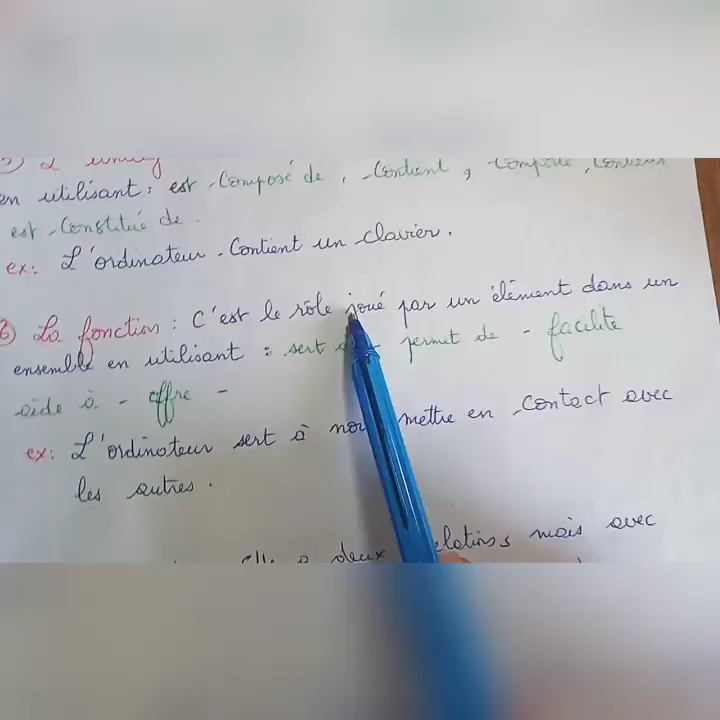 en utilisant : est composé de, contient,
est constitué de.
ex: L'ordinateur contient un clavier.
6) La fonction : C'est le rôle joué par un élément dans un
ensemble en utilisant : sert permet de - facilite
aide à - offre -
ex: L'ordinateur sert à nous mettre en contact avec
les autres.
deux relations mais avec